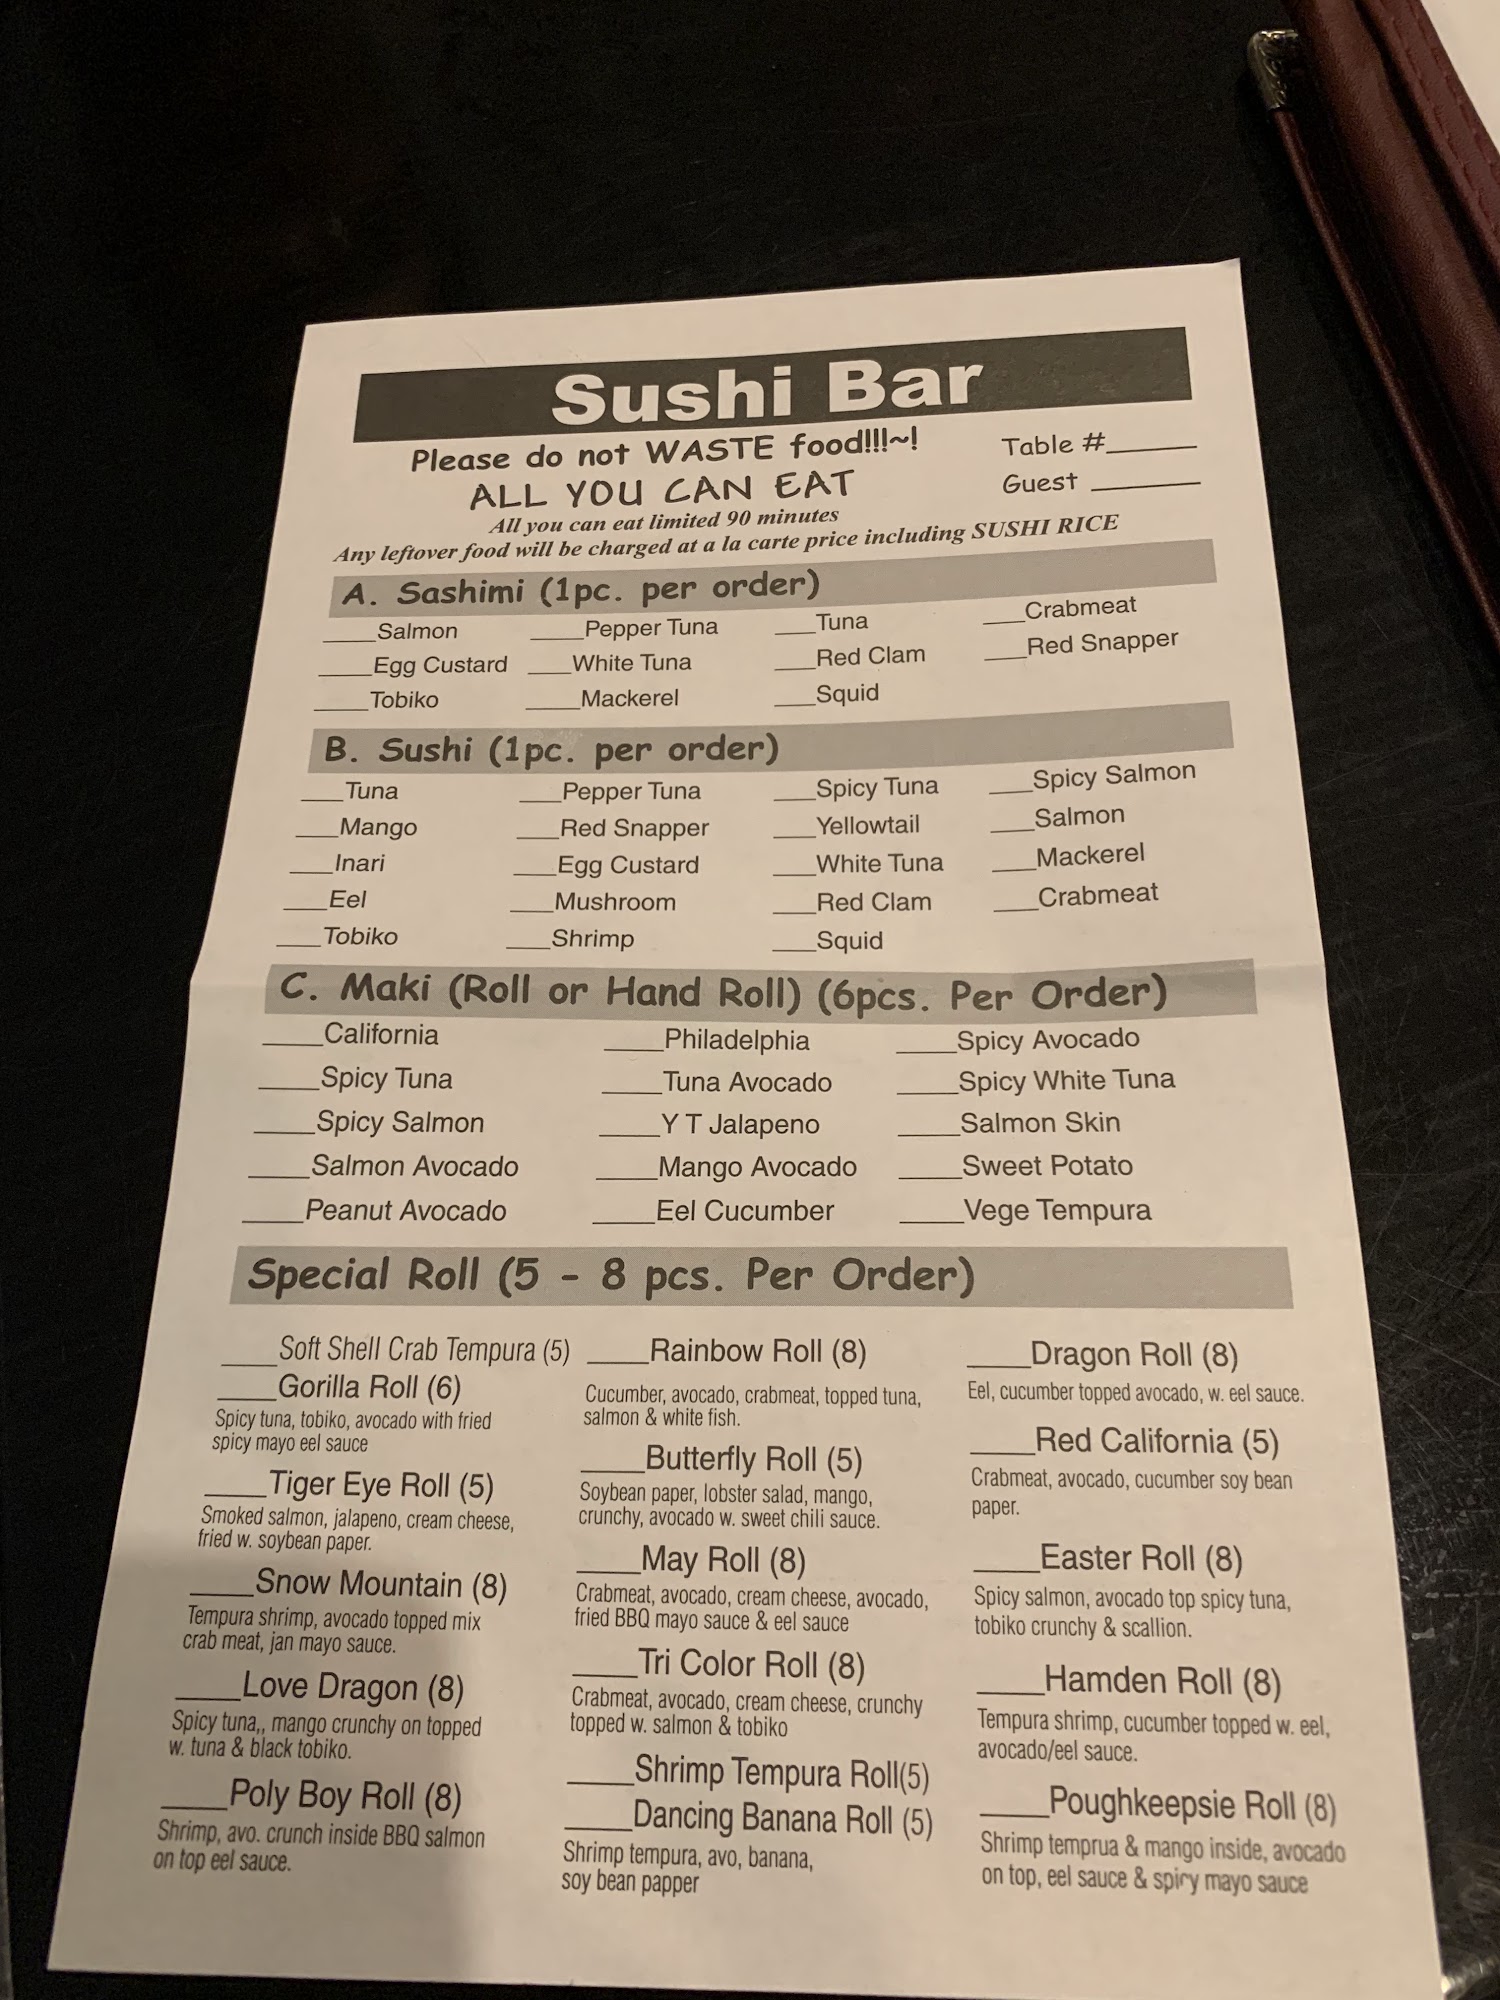 Sushi Bar
Please do not WASTE food!!!~!
ALL YOU CAN EAT
Table #______
Guest ______
All you can eat limited 90 minutes
Any leftover food will be charged at a la carte price including SUSHI RICE
A. Sashimi (1pc. per order)
____Salmon ____Pepper Tuna ___Tuna ___Crabmeat
____Egg Custard ___White Tuna ___Red Clam ___Red Snapper
____Tobiko ____Mackerel ___Squid
B. Sushi (1pc. per order)
___Tuna ___Pepper Tuna ___Spicy Tuna ___Spicy Salmon
___Mango ___Red Snapper ___Yellowtail ___Salmon
___Inari ___Egg Custard ___White Tuna ___Mackerel
___Eel ___Mushroom ___Red Clam ___Crabmeat
___Tobiko ___Shrimp ___Squid
C. Maki (Roll or Hand Roll) (6pcs. Per Order)
____California ____Philadelphia ____Spicy Avocado
____Spicy Tuna ____Tuna Avocado ____Spicy White Tuna
____Spicy Salmon ____Y T Jalapeno ____Salmon Skin
____Salmon Avocado ____Mango Avocado ____Sweet Potato
____Peanut Avocado ____Eel Cucumber ____Vege Tempura
Special Roll (5 - 8 pcs. Per Order)
____Soft Shell Crab Tempura (5)
____Gorilla Roll (6)
Spicy tuna, tobiko, avocado with fried
spicy mayo eel sauce
____Tiger Eye Roll (5)
Smoked salmon, jalapeno, cream cheese,
fried w. soybean paper.
____Snow Mountain (8)
Tempura shrimp, avocado topped mix
crab meat, jan mayo sauce.
____Love Dragon (8)
Spicy tuna,, mango crunchy on topped
w. tuna & black tobiko.
____Poly Boy Roll (8)
Shrimp, avo. crunch inside BBQ salmon
on top eel sauce.
____Rainbow Roll (8)
Cucumber, avocado, crabmeat, topped tuna,
salmon & white fish.
____Butterfly Roll (5)
Soybean paper, lobster salad, mango,
crunchy, avocado w. sweet chili sauce.
____May Roll (8)
Crabmeat, avocado, cream cheese, avocado,
fried BBQ mayo sauce & eel sauce
____Tri Color Roll (8)
Crabmeat, avocado, cream cheese, crunchy
topped w. salmon & tobiko
____Shrimp Tempura Roll(5)
____Dancing Banana Roll (5)
Shrimp tempura, avo, banana,
soy bean papper
____Dragon Roll (8)
Eel, cucumber topped avocado, w. eel sauce.
____Red California (5)
Crabmeat, avocado, cucumber soy bean
paper.
____Easter Roll (8)
Spicy salmon, avocado top spicy tuna,
tobiko crunchy & scallion.
____Hamden Roll (8)
Tempura shrimp, cucumber topped w. eel,
avocado/eel sauce.
____Poughkeepsie Roll (8)
Shrimp temprua & mango inside, avocado
on top, eel sauce & spicy mayo sauce